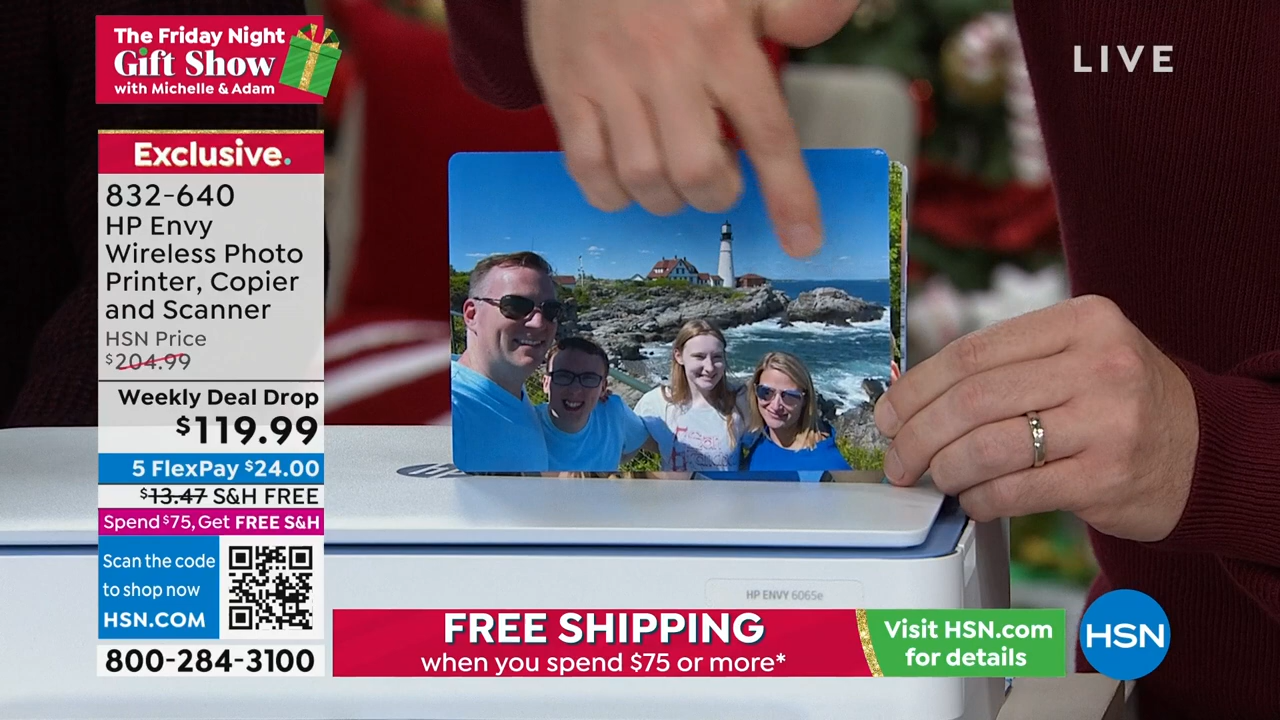 The Friday Night
Gift Show
with Michelle & Adam
LIVE
Exclusive.
832-640
HP Envy
Wireless Photo
Printer, Copier
and Scanner
HSN Price
$204.99
Weekly Deal Drop
$119.99
5 FlexPay $24.00
$13.47 S&H FREE
Spend $75, Get FREE S&H
Scan the code
to shop now
HSN.COM
800-284-3100
HP ENVY 6065e
FREE SHIPPING
when you spend $75 or more*
Visit HSN.com
for details
HSN